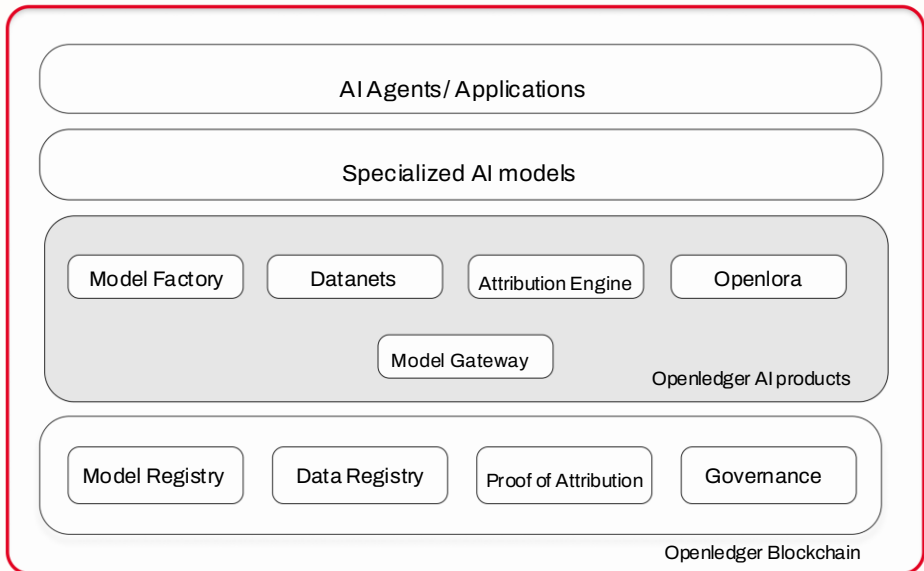 AI Agents/ Applications
Specialized AI models
Model Factory
Datanets
Attribution Engine
Openlora
Model Gateway
Openledger AI products
Model Registry
Data Registry
Proof of Attribution
Governance
Openledger Blockchain